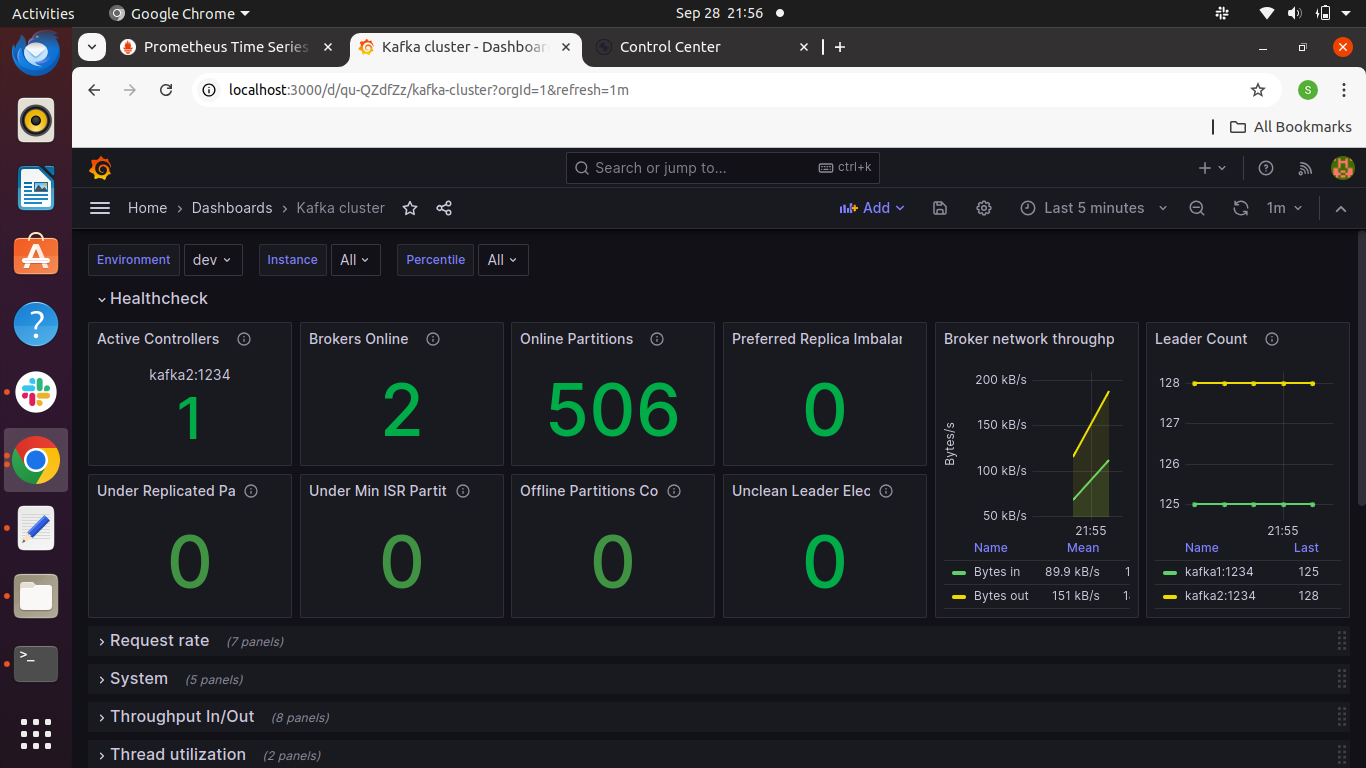 Activities
Google Chrome
Sep 28 21:56
Prometheus Time Series
Kafka cluster - Dashboar
Control Center
localhost:3000/d/qu-QZdfZz/kafka-cluster?orgId=1&refresh=1m
S
All Bookmarks
Search or jump to...
ctrl+k
Home › Dashboards › Kafka cluster
Add
Last 5 minutes
1m
Environment dev
Instance All
Percentile All
Healthcheck
Active Controllers
kafka2:1234
1
Brokers Online
2
Online Partitions
506
Preferred Replica Imbalan
0
Broker network throughp
200 kB/s
150 kB/s
100 kB/s
50 kB/s
Bytes/s
21:55
Name Mean
Bytes in 89.9 kB/s 1
Bytes out 151 kB/s 1
Leader Count
128
127
126
125
21:55
Name Last
kafka1:1234 125
kafka2:1234 128
Under Replicated Pa
0
Under Min ISR Partit
0
Offline Partitions Co
0
Unclean Leader Elec
0
Request rate (7 panels)
System (5 panels)
Throughput In/Out (8 panels)
Thread utilization (2 panels)